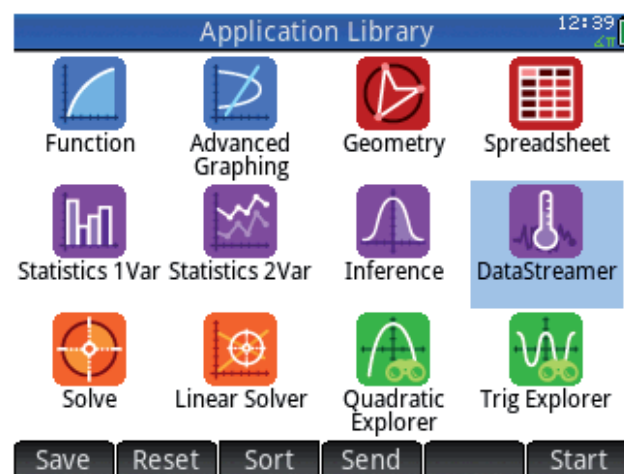 Application Library
12:39
∡π
Function
Advanced
Graphing
Geometry
Spreadsheet
Statistics 1Var
Statistics 2Var
Inference
DataStreamer
Solve
Linear Solver
Quadratic
Explorer
Trig Explorer
Save
Reset
Sort
Send
Start